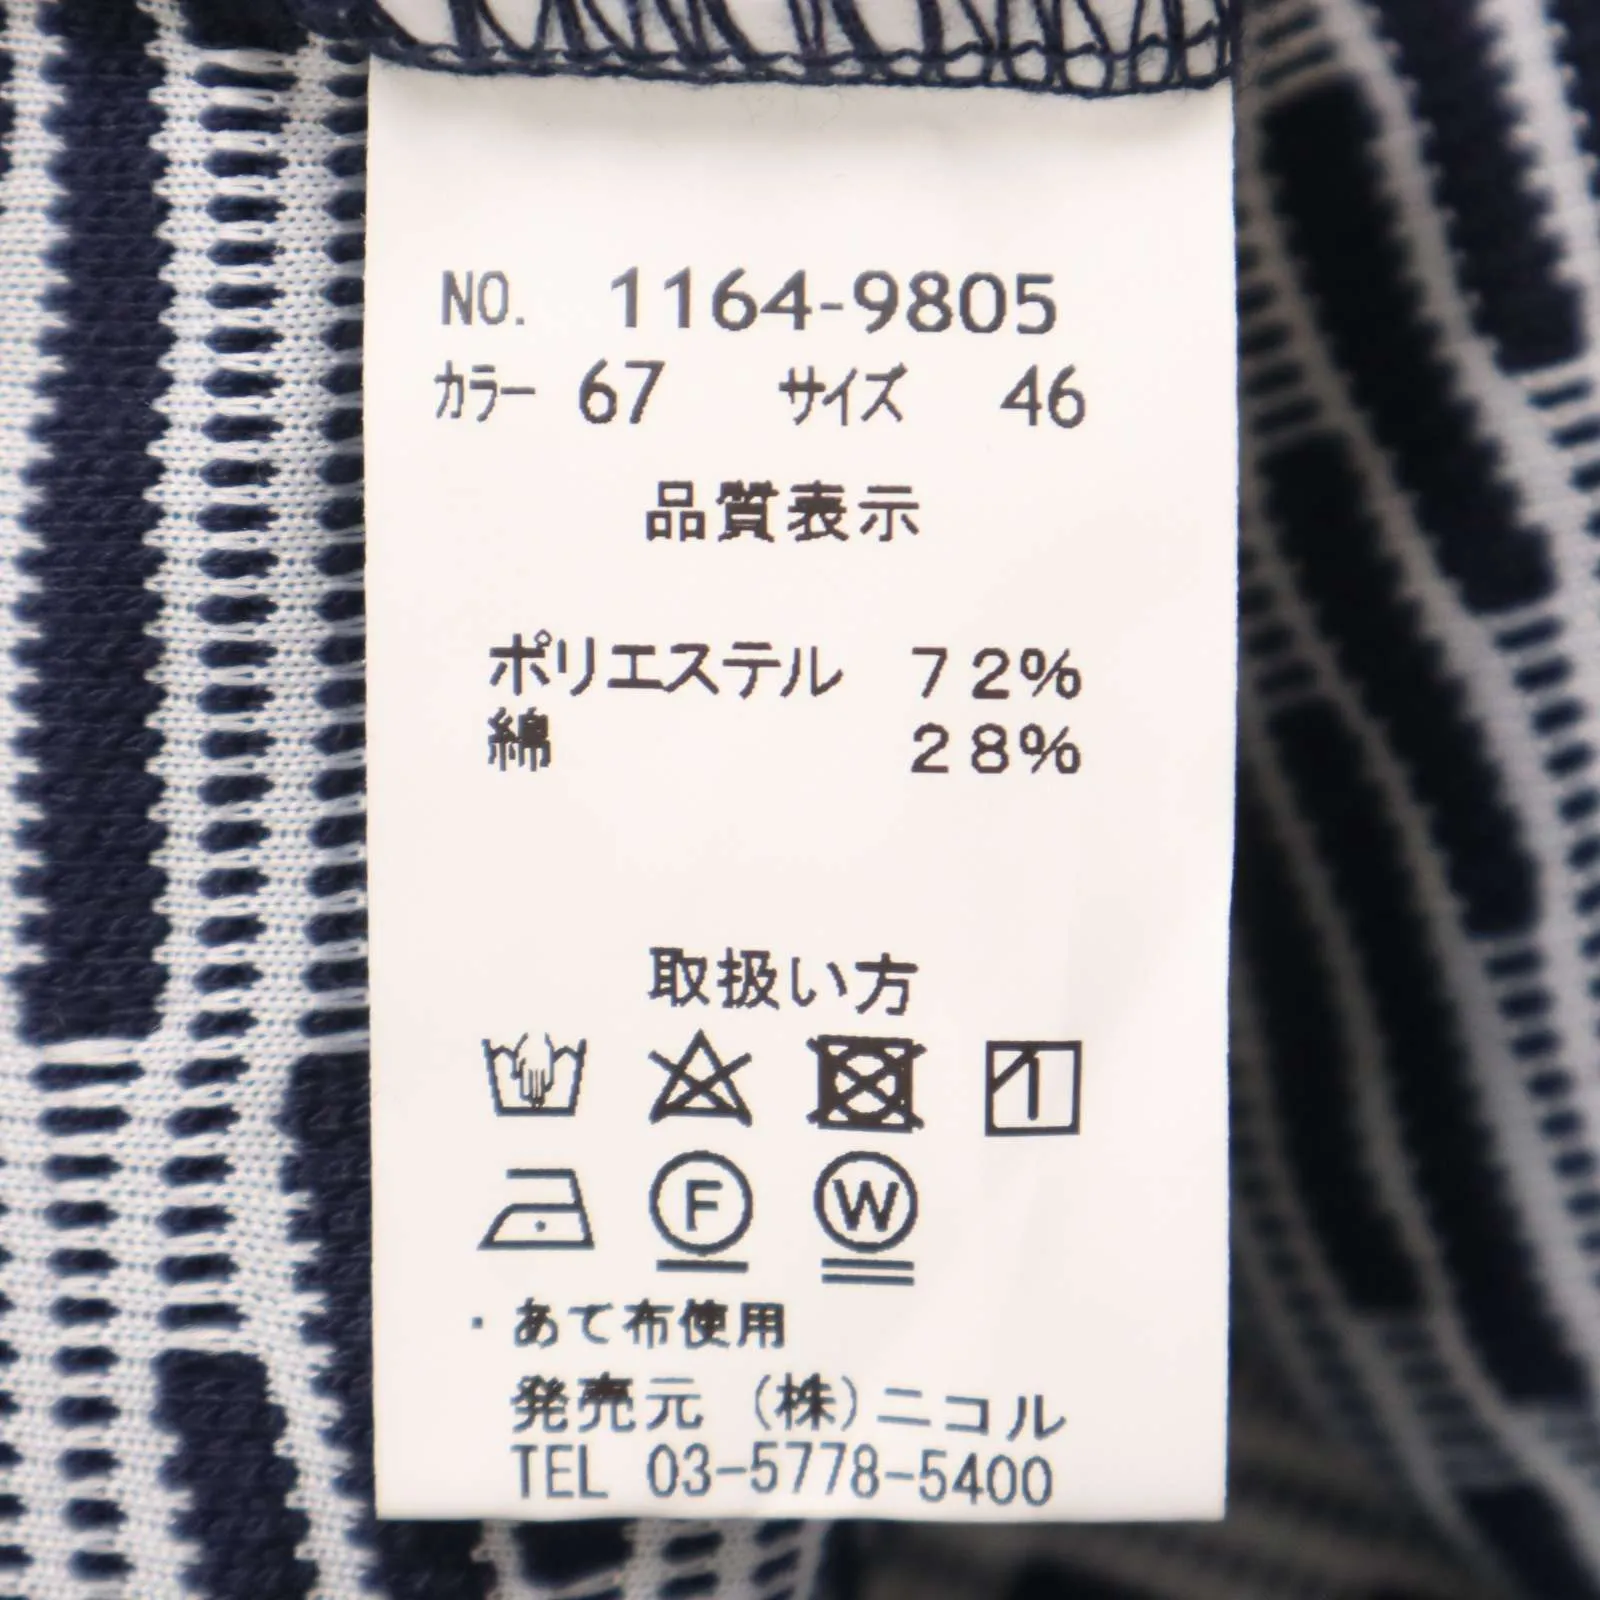 NO. 1164-9805
カラー 67 サイズ 46
品質表示
ポリエステル 72%
綿 28%
取扱い方
F W
・あて布使用
発売元 (株)ニコル
TEL 03-5778-5400